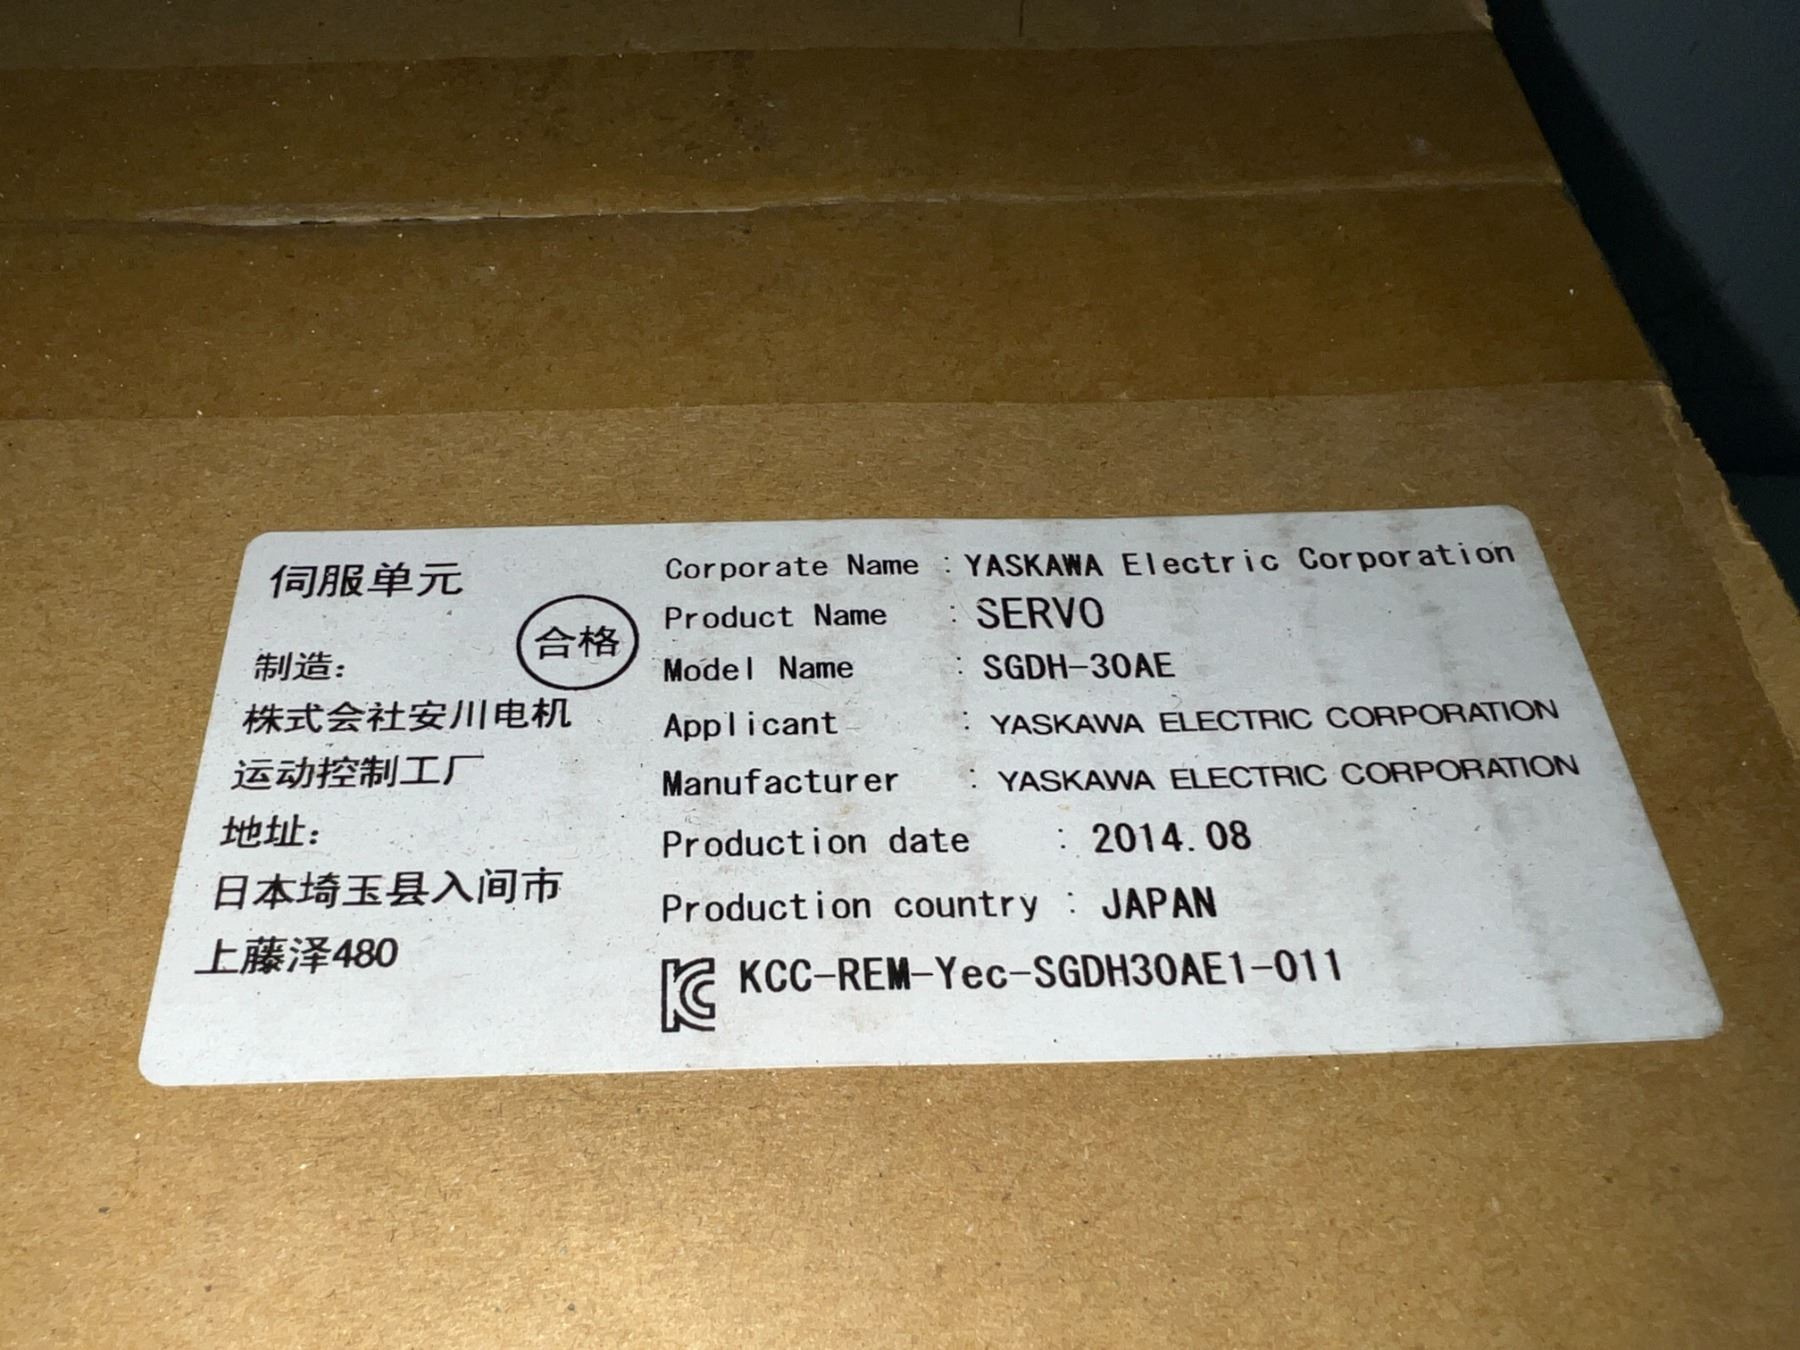 伺服单元
合格
制造:
株式会社安川电机
运动控制工厂
地址:
日本埼玉县入间市
上藤泽480
Corporate Name : YASKAWA Electric Corporation
Product Name : SERVO
Model Name : SGDH-30AE
Applicant : YASKAWA ELECTRIC CORPORATION
Manufacturer : YASKAWA ELECTRIC CORPORATION
Production date : 2014.08
Production country : JAPAN
KC KCC-REM-Yec-SGDH30AE1-011